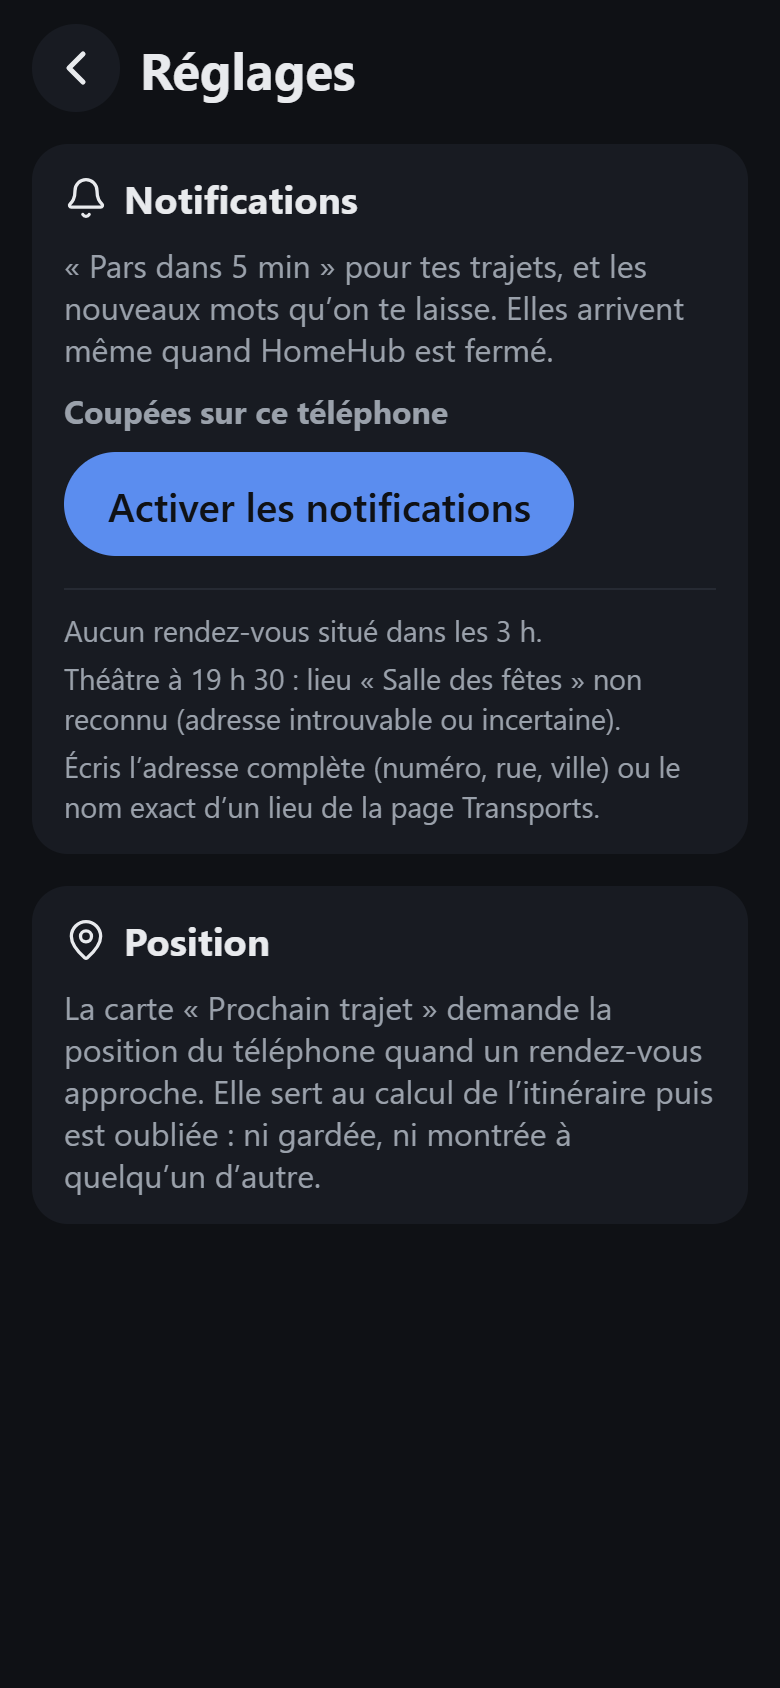 Réglages
Notifications
« Pars dans 5 min » pour tes trajets, et les
nouveaux mots qu’on te laisse. Elles arrivent
même quand HomeHub est fermé.
Coupées sur ce téléphone
Activer les notifications
Aucun rendez-vous situé dans les 3 h.
Théâtre à 19 h 30 : lieu « Salle des fêtes » non
reconnu (adresse introuvable ou incertaine).
Écris l’adresse complète (numéro, rue, ville) ou le
nom exact d’un lieu de la page Transports.
Position
La carte « Prochain trajet » demande la
position du téléphone quand un rendez-vous
approche. Elle sert au calcul de l’itinéraire puis
est oubliée : ni gardée, ni montrée à
quelqu’un d’autre.